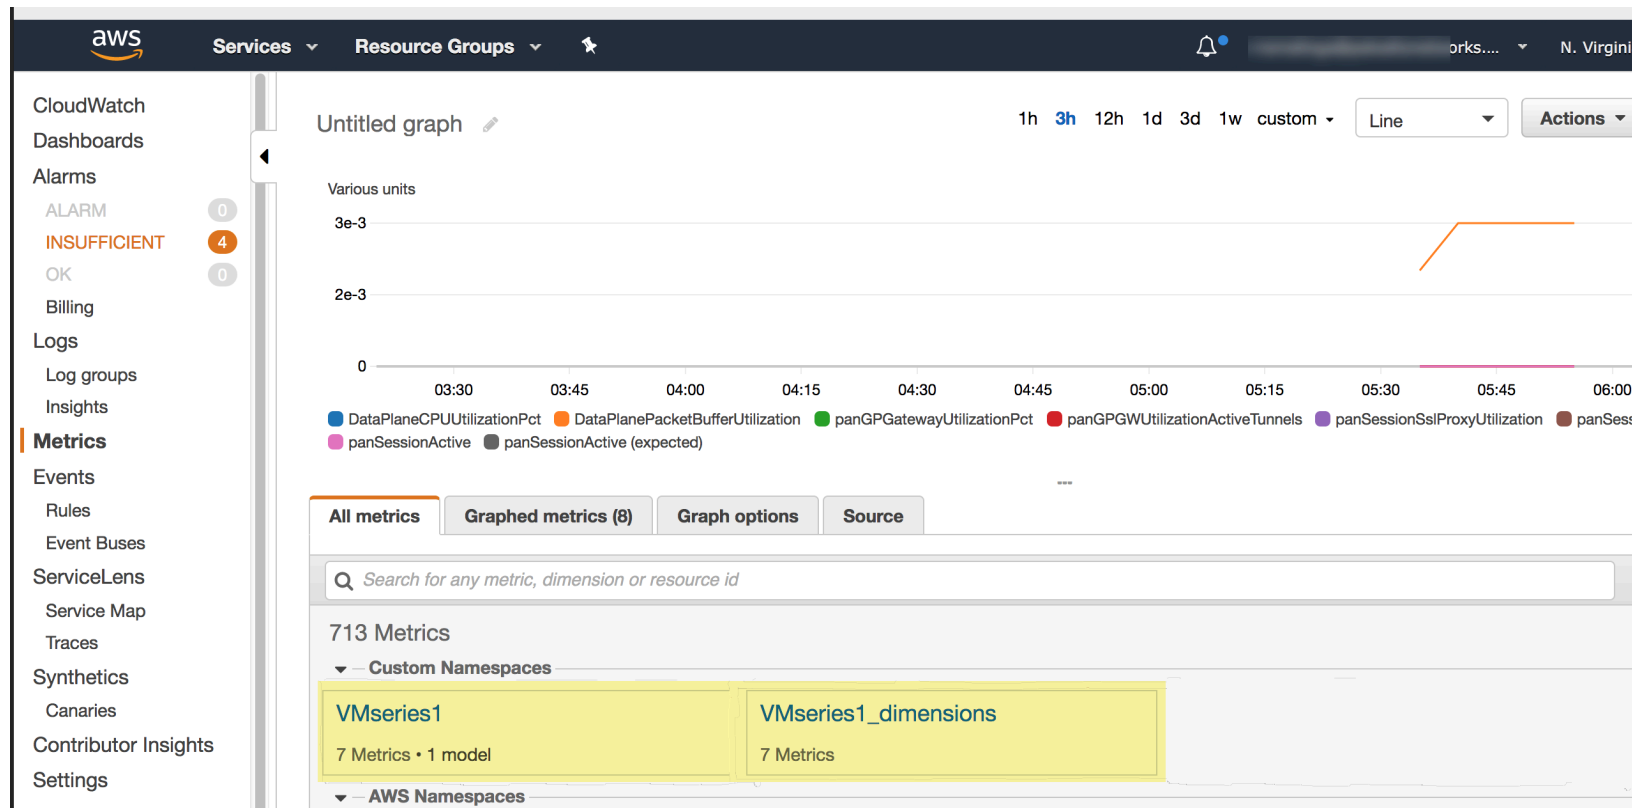 aws Services Resource Groups orks.... N. Virgini
CloudWatch
Dashboards
Alarms
ALARM 0
INSUFFICIENT 4
OK 0
Billing
Logs
Log groups
Insights
Metrics
Events
Rules
Event Buses
ServiceLens
Service Map
Traces
Synthetics
Canaries
Contributor Insights
Settings
Untitled graph
1h 3h 12h 1d 3d 1w custom Line Actions
Various units
3e-3
2e-3
0
03:30 03:45 04:00 04:15 04:30 04:45 05:00 05:15 05:30 05:45 06:00
DataPlaneCPUUtilizationPct DataPlanePacketBufferUtilization panGPGatewayUtilizationPct panGPGWUtilizationActiveTunnels panSessionSslProxyUtilization panSess
panSessionActive panSessionActive (expected)
All metrics Graphed metrics (8) Graph options Source
Search for any metric, dimension or resource id
713 Metrics
Custom Namespaces
VMseries1 VMseries1_dimensions
7 Metrics • 1 model 7 Metrics
AWS Namespaces